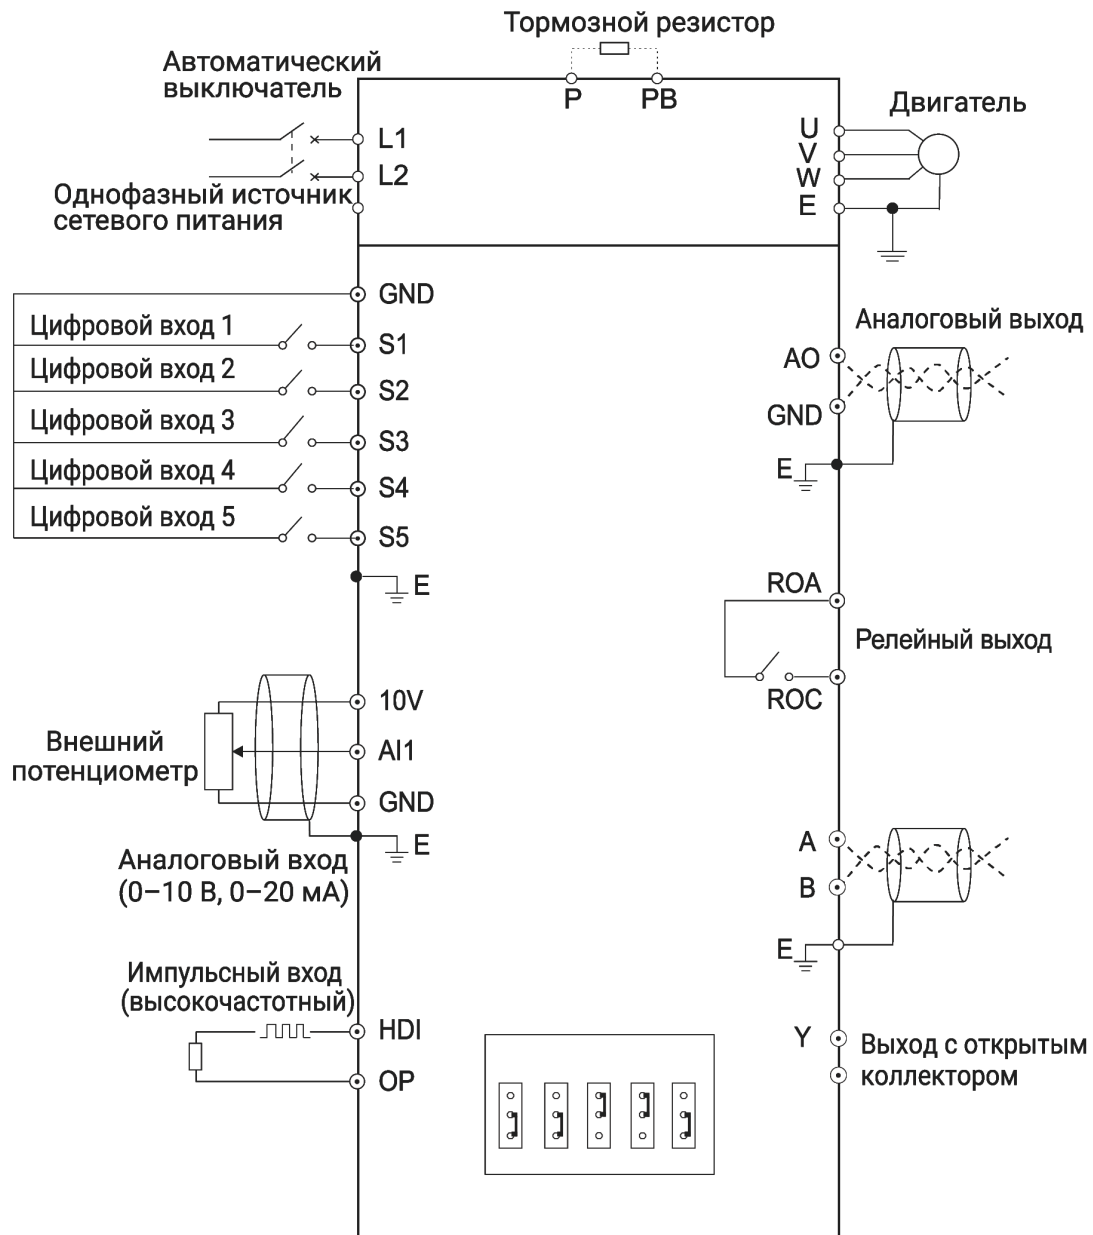 Тормозной резистор
P
PB
Автоматический
выключатель
L1
L2
Однофазный источник
сетевого питания
Двигатель
U
V
W
E
GND
Цифровой вход 1
S1
Цифровой вход 2
S2
Цифровой вход 3
S3
Цифровой вход 4
S4
Цифровой вход 5
S5
E
Аналоговый выход
AO
GND
E
ROA
Релейный выход
ROC
10V
Внешний
потенциометр
AI1
GND
E
Аналоговый вход
(0–10 В, 0–20 мА)
A
B
E
Импульсный вход
(высокочастотный)
HDI
OP
Y
Выход с открытым
коллектором